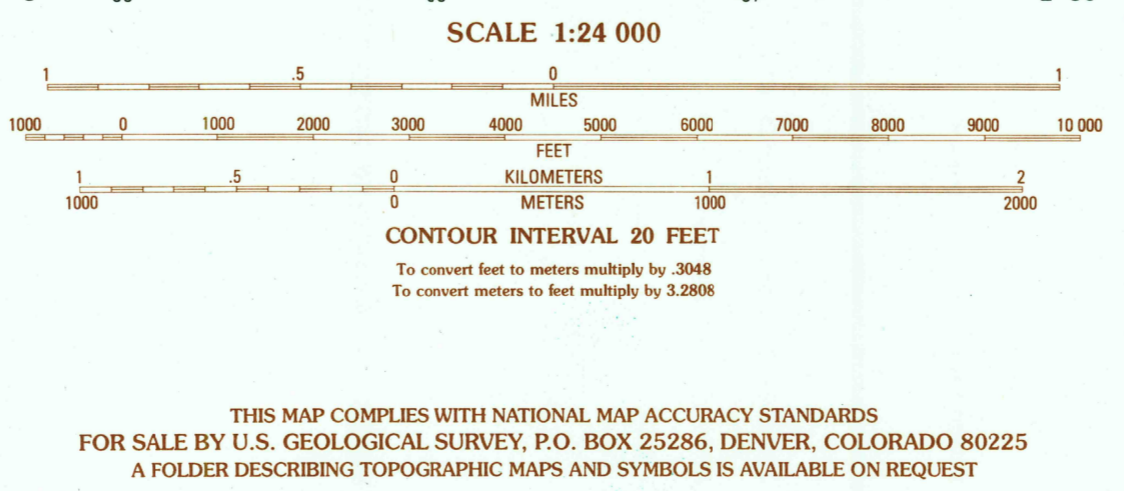 SCALE 1:24 000
1 .5 0 1
MILES
1000 0 1000 2000 3000 4000 5000 6000 7000 8000 9000 10 000
FEET
1 .5 0 KILOMETERS 1 2
1000 0 METERS 1000 2000
CONTOUR INTERVAL 20 FEET
To convert feet to meters multiply by .3048
To convert meters to feet multiply by 3.2808
THIS MAP COMPLIES WITH NATIONAL MAP ACCURACY STANDARDS
FOR SALE BY U.S. GEOLOGICAL SURVEY, P.O. BOX 25286, DENVER, COLORADO 80225
A FOLDER DESCRIBING TOPOGRAPHIC MAPS AND SYMBOLS IS AVAILABLE ON REQUEST